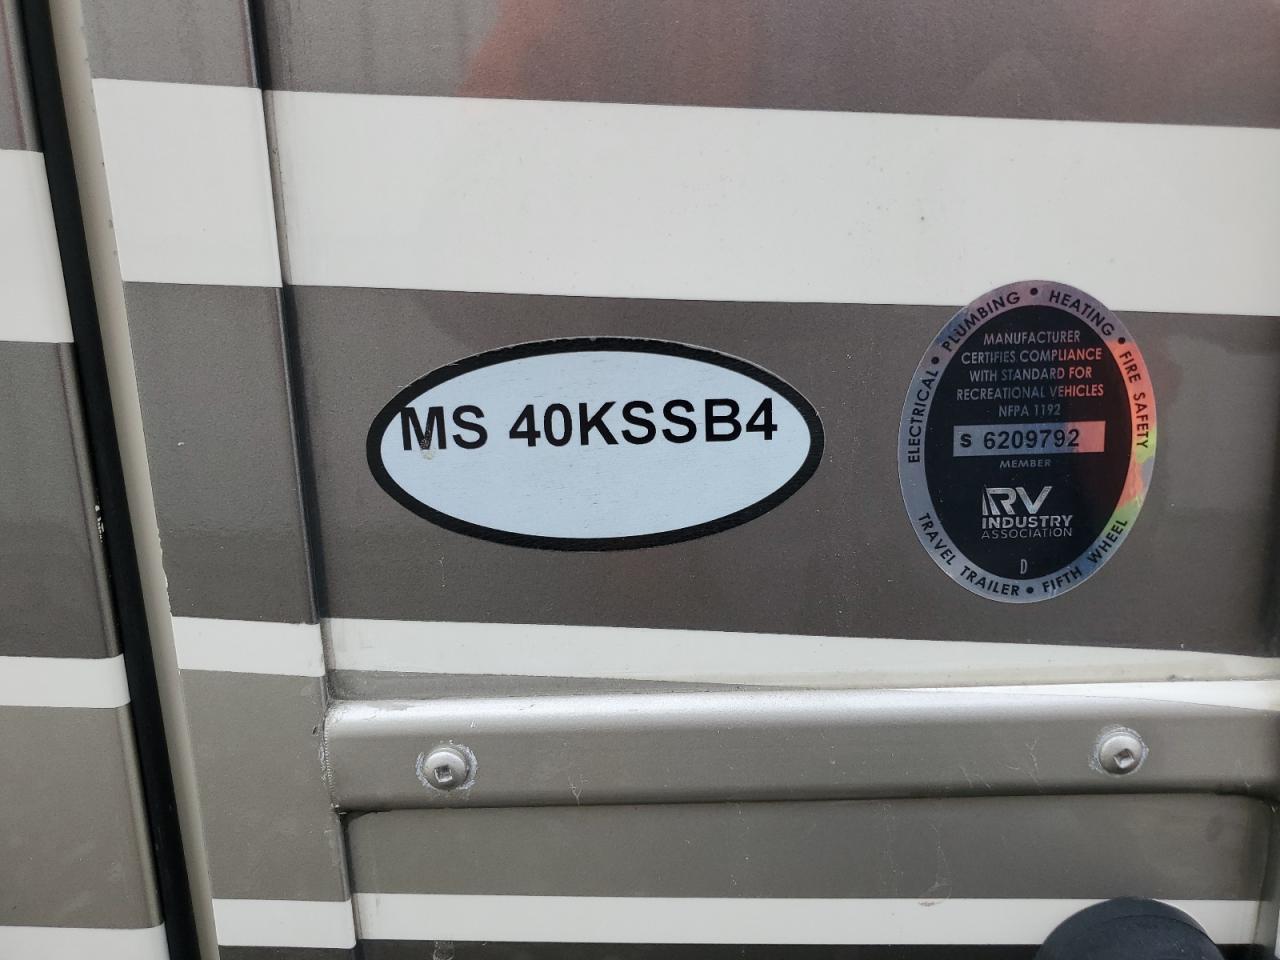 MS 40KSSB4
ELECTRICAL • PLUMBING • HEATING • FIRE SAFETY
MANUFACTURER
CERTIFIES COMPLIANCE
WITH STANDARD FOR
RECREATIONAL VEHICLES
NFPA 1192
S 6209792
MEMBER
RV
INDUSTRY
ASSOCIATION
D
TRAVEL TRAILER • FIFTH WHEEL